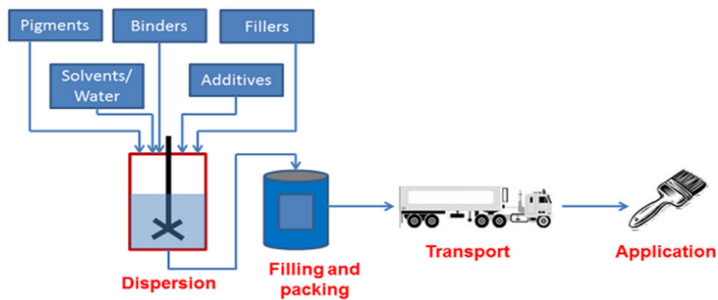 Pigments
Binders
Fillers
Solvents/
Water
Additives
Dispersion
Filling and
packing
Transport
Application